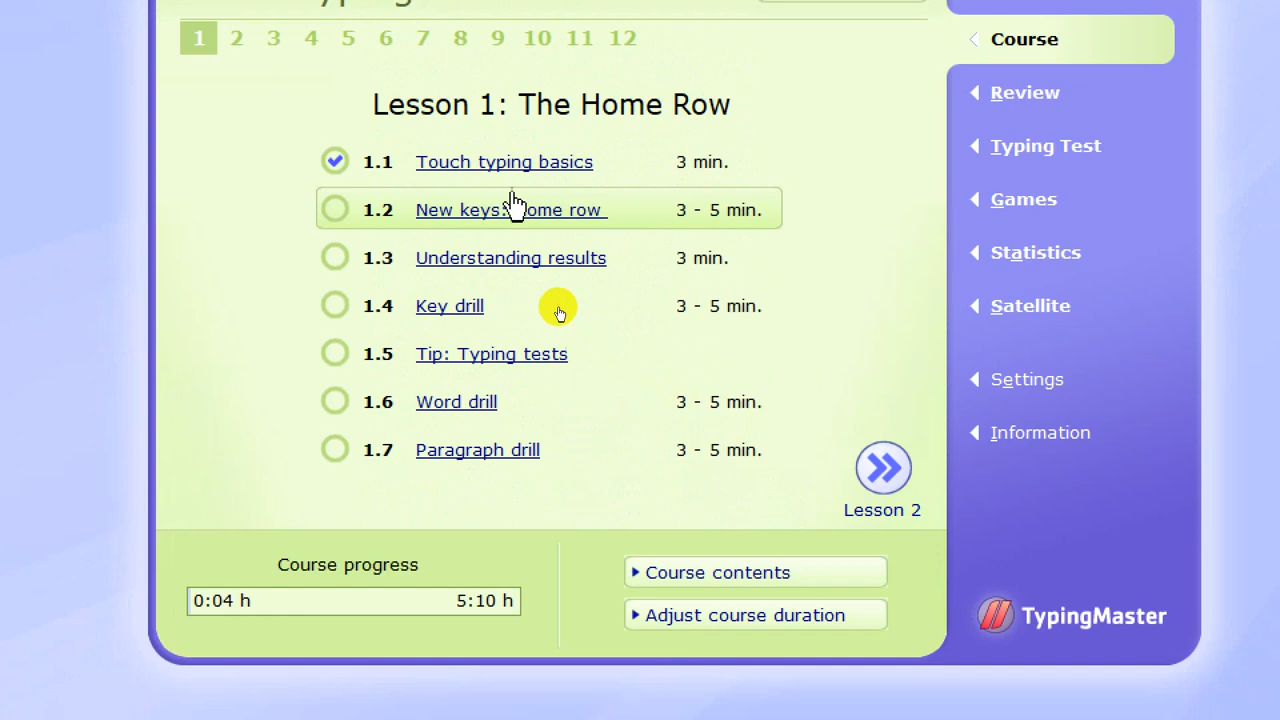 1 2 3 4 5 6 7 8 9 10 11 12
Lesson 1: The Home Row
1.1 Touch typing basics 3 min.
1.2 New keys: ome row 3 - 5 min.
1.3 Understanding results 3 min.
1.4 Key drill 3 - 5 min.
1.5 Tip: Typing tests
1.6 Word drill 3 - 5 min.
1.7 Paragraph drill 3 - 5 min.
Lesson 2
Course progress
0:04 h 5:10 h
Course contents
Adjust course duration
Course
Review
Typing Test
Games
Statistics
Satellite
Settings
Information
TypingMaster